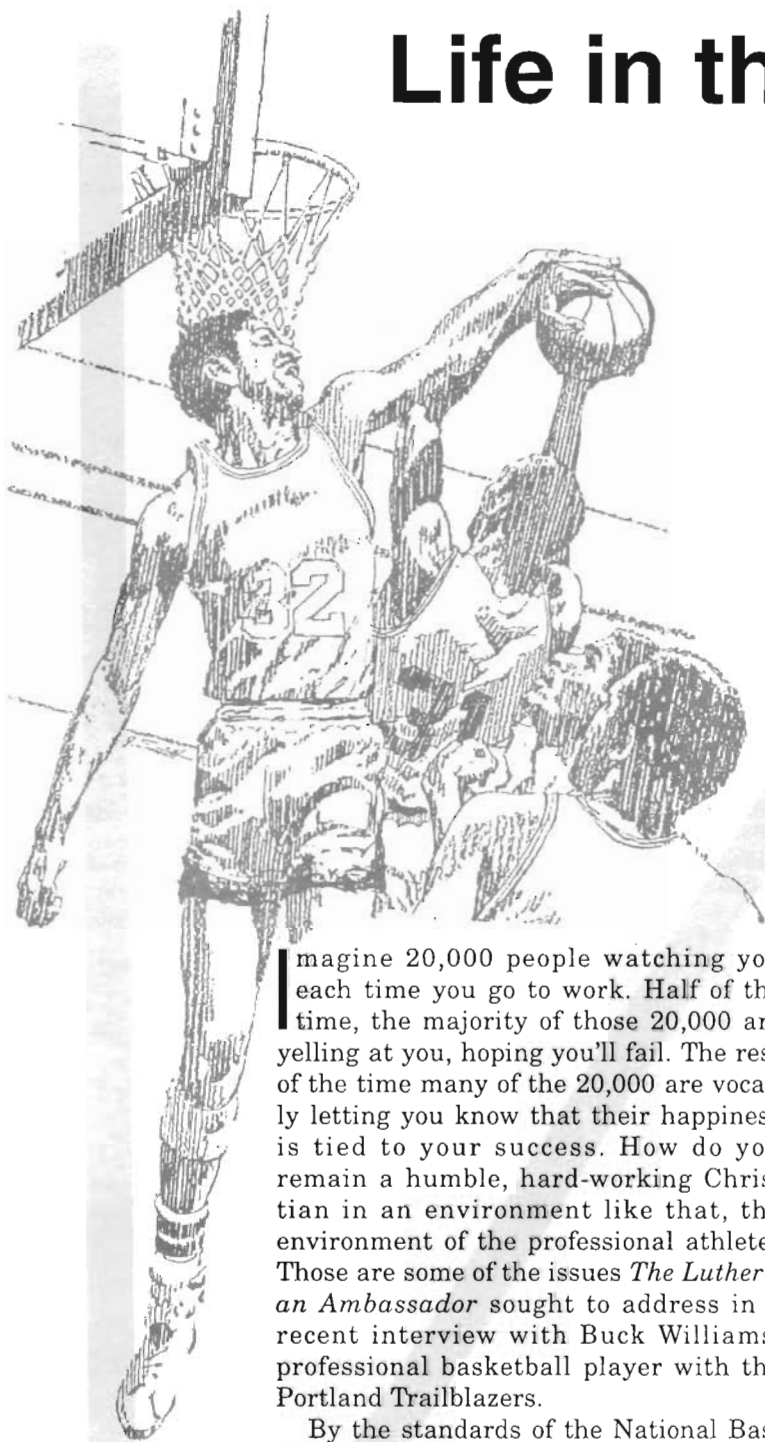 Life in th
32
Imagine 20,000 people watching yo
each time you go to work. Half of th
time, the majority of those 20,000 ar
yelling at you, hoping you'll fail. The res
of the time many of the 20,000 are voca
ly letting you know that their happines
is tied to your success. How do yo
remain a humble, hard-working Chris
tian in an environment like that, th
environment of the professional athlete
Those are some of the issues The Luther
an Ambassador sought to address in
recent interview with Buck Williams
professional basketball player with th
Portland Trailblazers.
By the standards of the National Bas